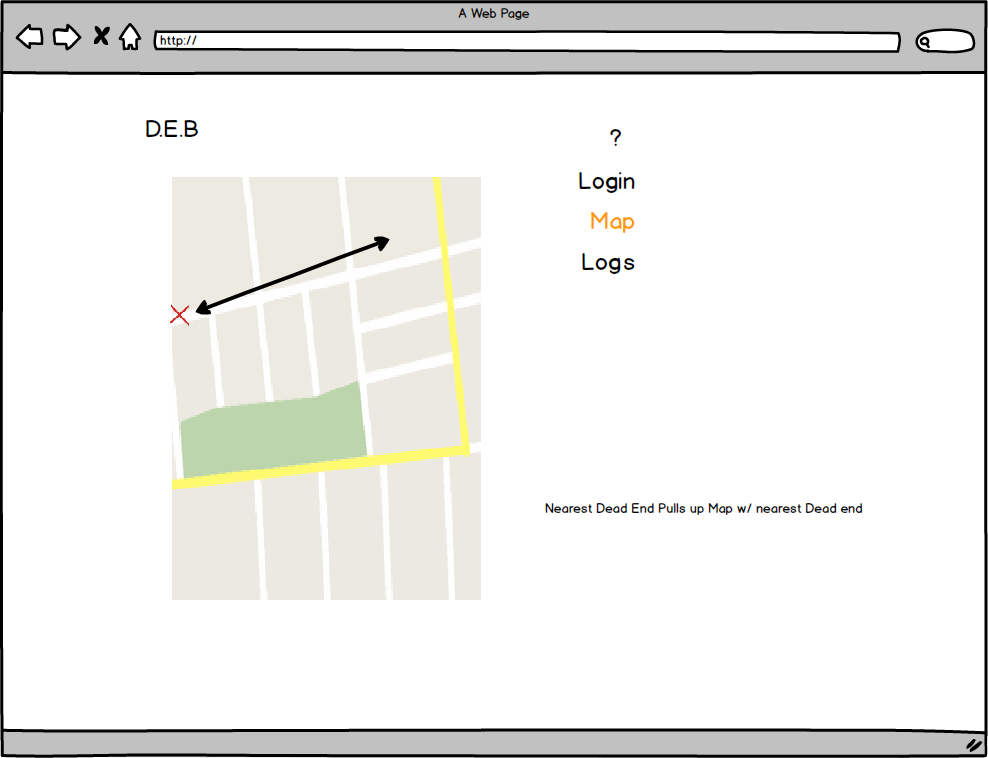 A Web Page
http://
D.E.B
?
Login
Map
Logs
Nearest Dead End Pulls up Map w/ nearest Dead end